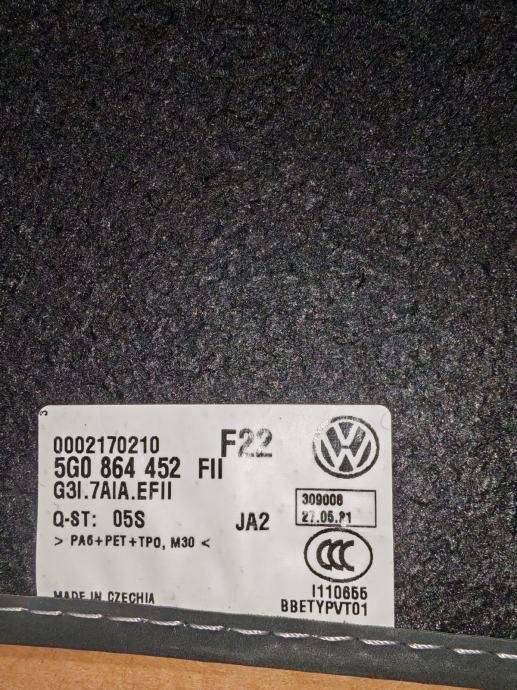 0002170210 F22
5G0 864 452 FII
G3I.7AIA.EFII
309008
Q-ST: 05S JA2
27.05.21
> PA6+PET+TPO, M30 <
CCC
I110655
MADE IN CZECHIA
BBETYPVT01